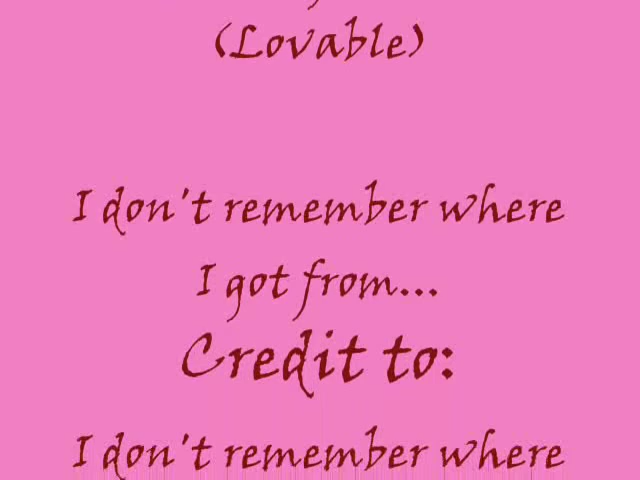 (Lovable)
I don't remember where
I got from...
Credit to:
I don't remember where